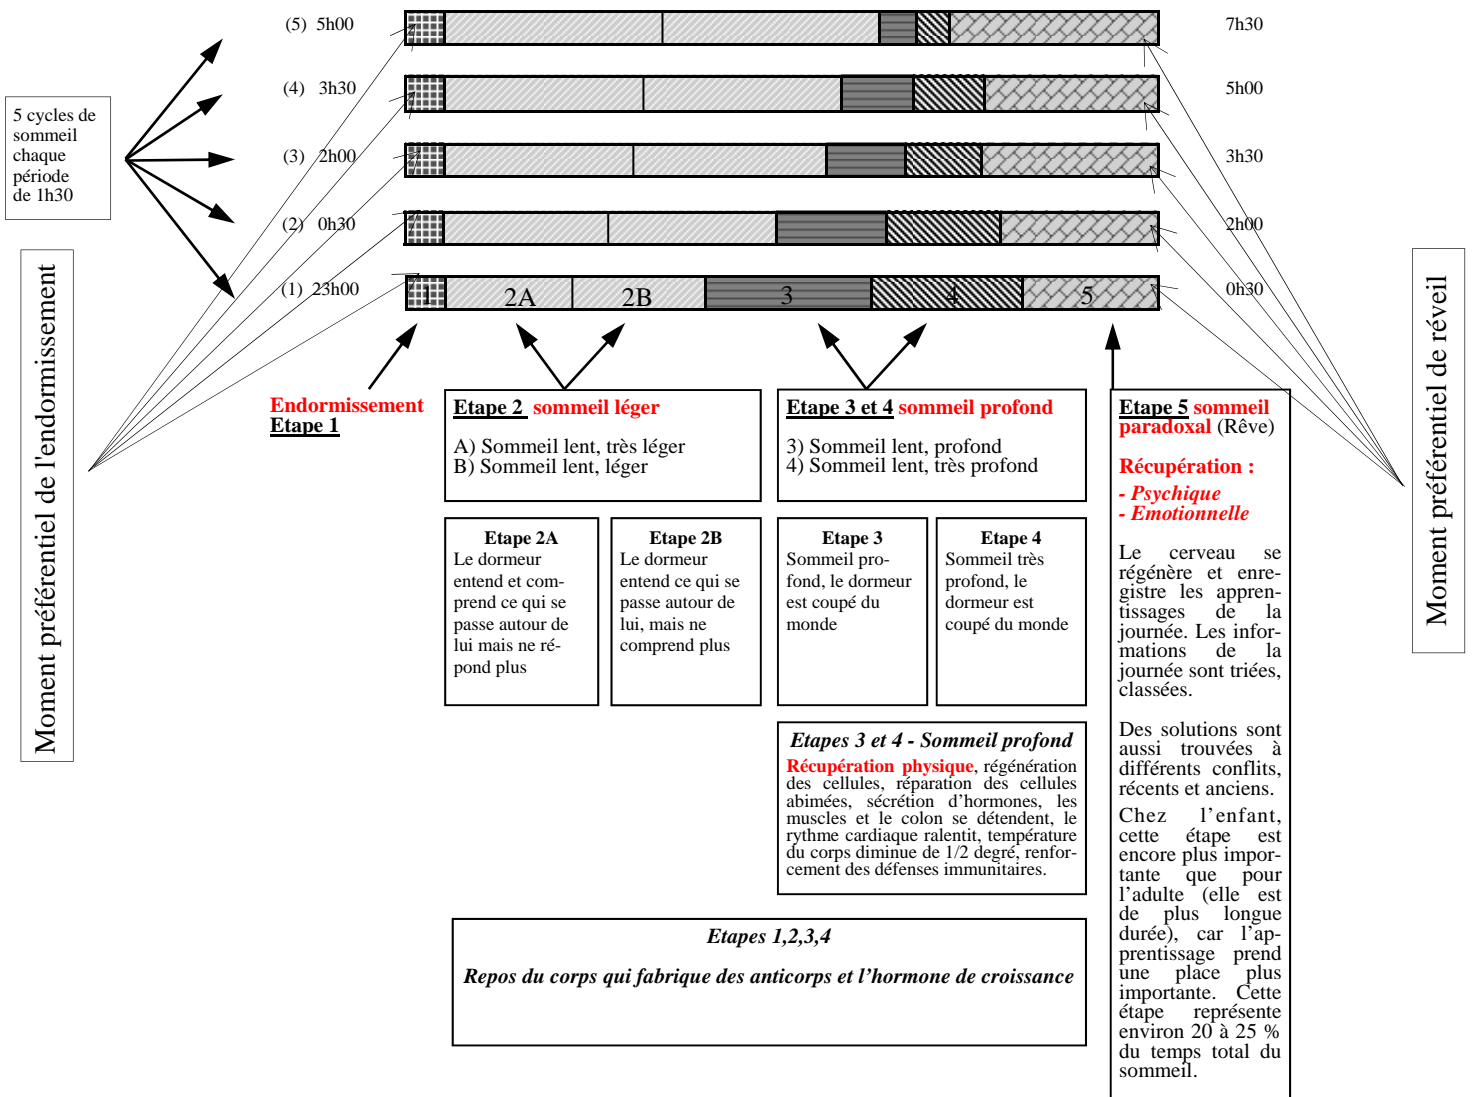 (5) 5h00
7h30
(4) 3h30
5h00
(3) 2h00
3h30
(2) 0h30
2h00
(1) 23h00
1
2A
2B
3
4
5
0h30
5 cycles de
sommeil
chaque
période
de 1h30
Moment préférentiel de l'endormissement
Moment préférentiel de réveil
Endormissement
Etape 1
Etape 2 sommeil léger
A) Sommeil lent, très léger
B) Sommeil lent, léger
Etape 3 et 4 sommeil profond
3) Sommeil lent, profond
4) Sommeil lent, très profond
Etape 2A
Le dormeur
entend et com-
prend ce qui se
passe autour de
lui mais ne ré-
pond plus
Etape 2B
Le dormeur
entend ce qui se
passe autour de
lui, mais ne
comprend plus
Etape 3
Sommeil pro-
fond, le dormeur
est coupé du
monde
Etape 4
Sommeil très
profond, le
dormeur est
coupé du monde
Etapes 3 et 4 - Sommeil profond
Récupération physique, régénération
des cellules, réparation des cellules
abimées, sécrétion d’hormones, les
muscles et le colon se détendent, le
rythme cardiaque ralentit, température
du corps diminue de 1/2 degré, renfor-
cement des défenses immunitaires.
Etapes 1,2,3,4
Repos du corps qui fabrique des anticorps et l’hormone de croissance
Etape 5 sommeil
paradoxal (Rêve)
Récupération :
- Psychique
- Emotionnelle
Le cerveau se
régénère et enre-
gistre les appren-
tissages de la
journée. Les infor-
mations de la
journée sont triées,
classées.
Des solutions sont
aussi trouvées à
différents conflits,
récents et anciens.
Chez l’enfant,
cette étape est
encore plus impor-
tante que pour
l’adulte (elle est
de plus longue
durée), car l’ap-
prentissage prend
une place plus
importante. Cette
étape représente
environ 20 à 25 %
du temps total du
sommeil.